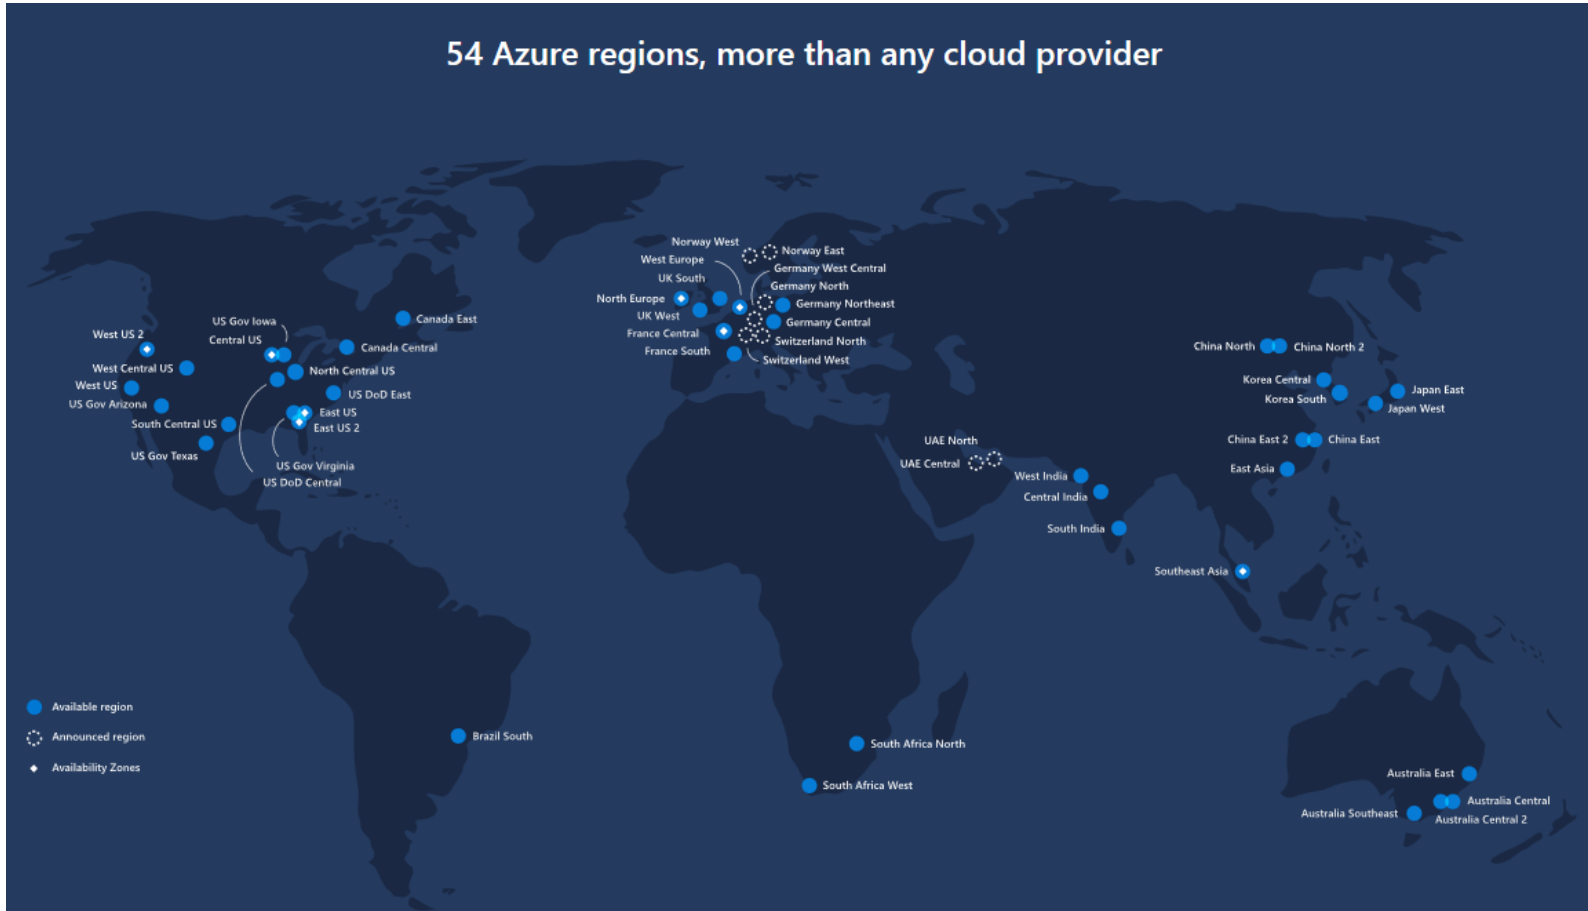 54 Azure regions, more than any cloud provider
Norway West
Norway East
West Europe
Germany West Central
UK South
Germany North
North Europe
Germany Northeast
UK West
Germany Central
France Central
Switzerland North
France South
Switzerland West
US Gov Iowa
Canada East
West US 2
Central US
Canada Central
West Central US
North Central US
West US
US DoD East
US Gov Arizona
East US
South Central US
East US 2
US Gov Texas
US Gov Virginia
US DoD Central
China North
China North 2
Korea Central
Japan East
Korea South
Japan West
China East 2
China East
East Asia
UAE North
UAE Central
West India
Central India
South India
Southeast Asia
Available region
Announced region
Availability Zones
Brazil South
South Africa North
South Africa West
Australia East
Australia Central
Australia Southeast
Australia Central 2